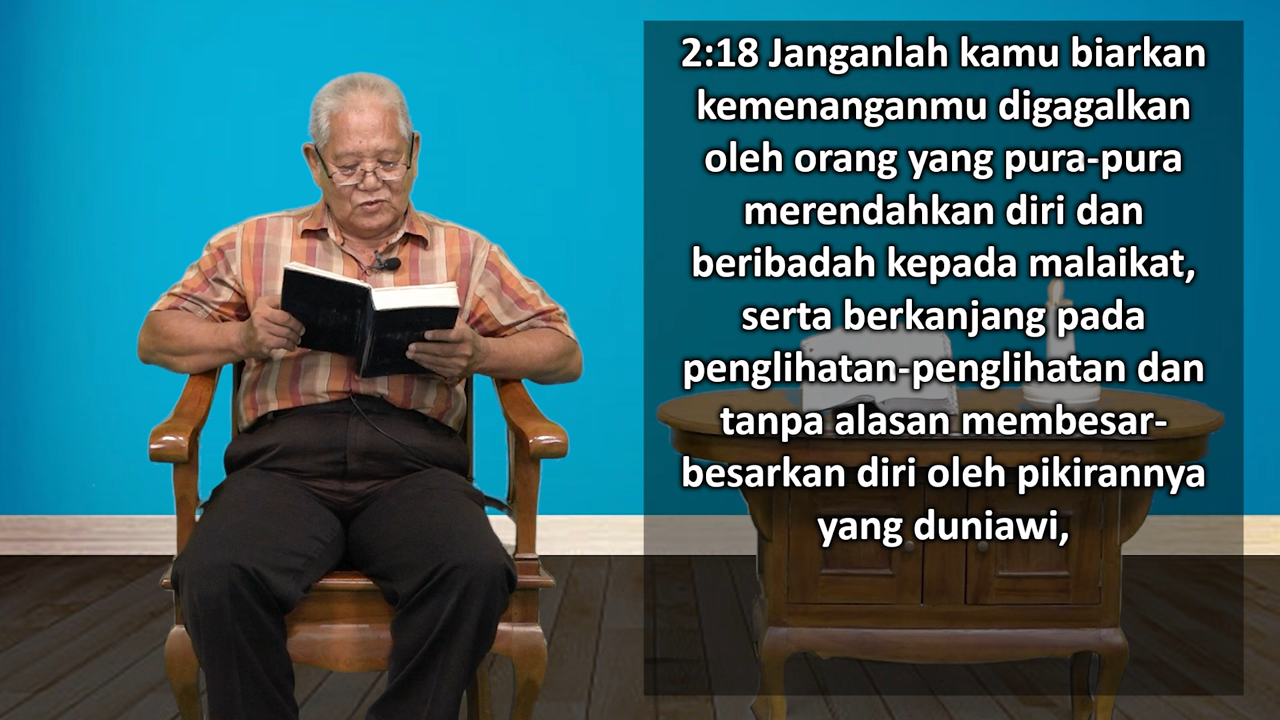 2:18 Janganlah kamu biarkan
kemenanganmu digagalkan
oleh orang yang pura-pura
merendahkan diri dan
beribadah kepada malaikat,
serta berkanjang pada
penglihatan-penglihatan dan
tanpa alasan membesar-
besarkan diri oleh pikirannya
yang duniawi,